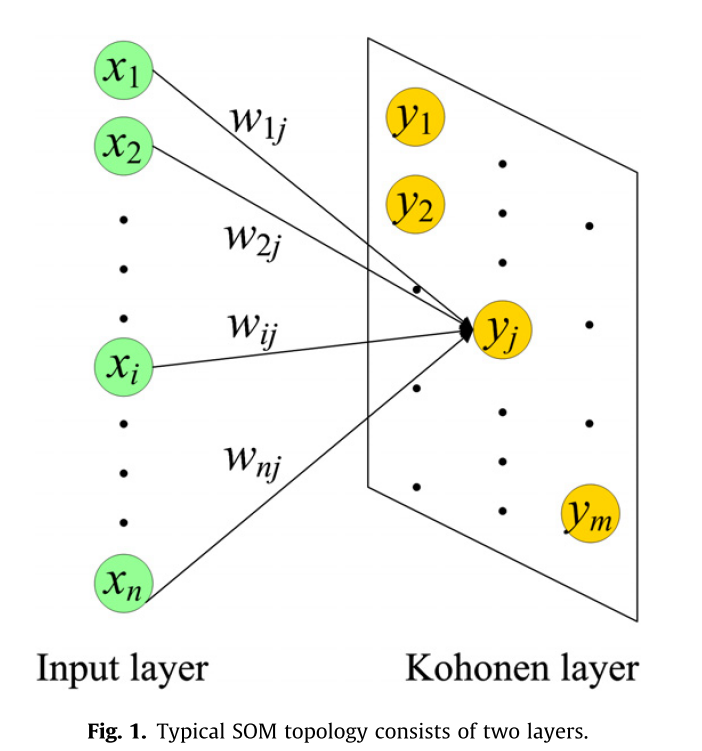 x1
x2
xi
xn
w1j
w2j
wij
wnj
y1
y2
yj
ym
Input layer
Kohonen layer
Fig. 1. Typical SOM topology consists of two layers.